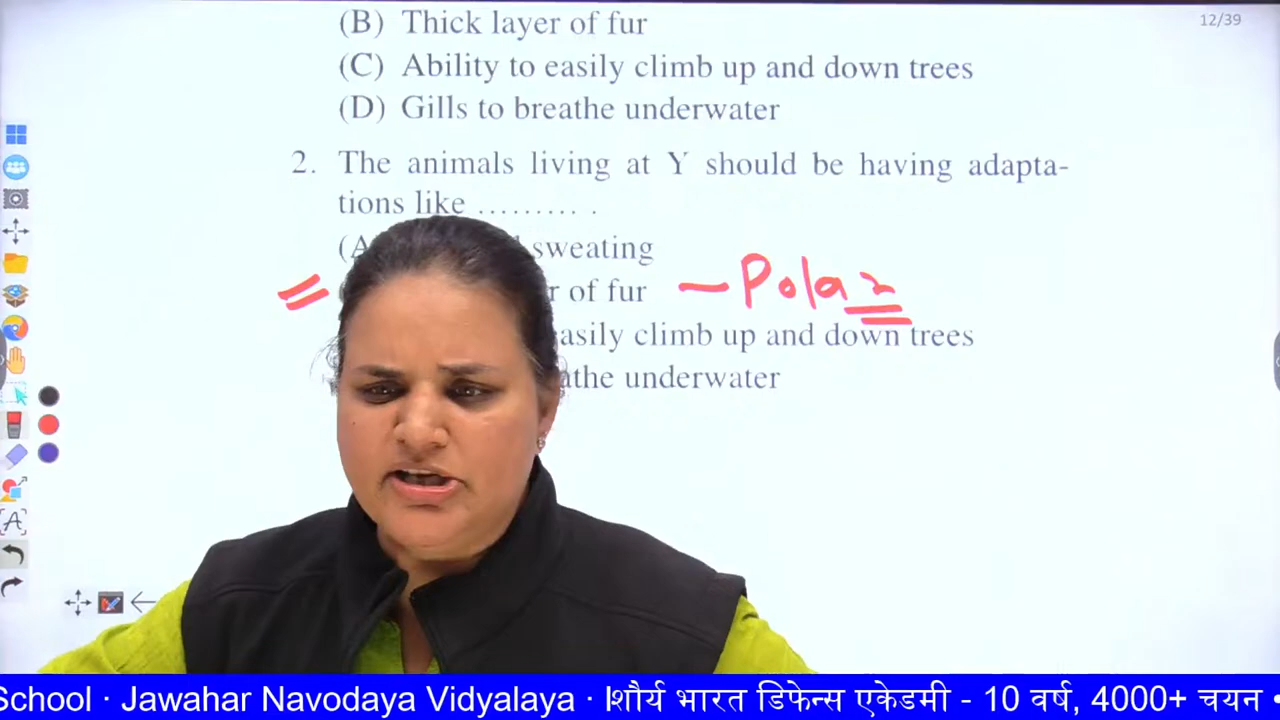 12/39
(B) Thick layer of fur
(C) Ability to easily climb up and down trees
(D) Gills to breathe underwater
2. The animals living at Y should be having adapta-
tions like ..........
(A sweating
of fur – Polar
easily climb up and down trees
underwater
School · Jawahar Navodaya Vidyalaya · शौर्य भारत डिफेन्स एकेडमी - 10 वर्ष, 4000+ चयन